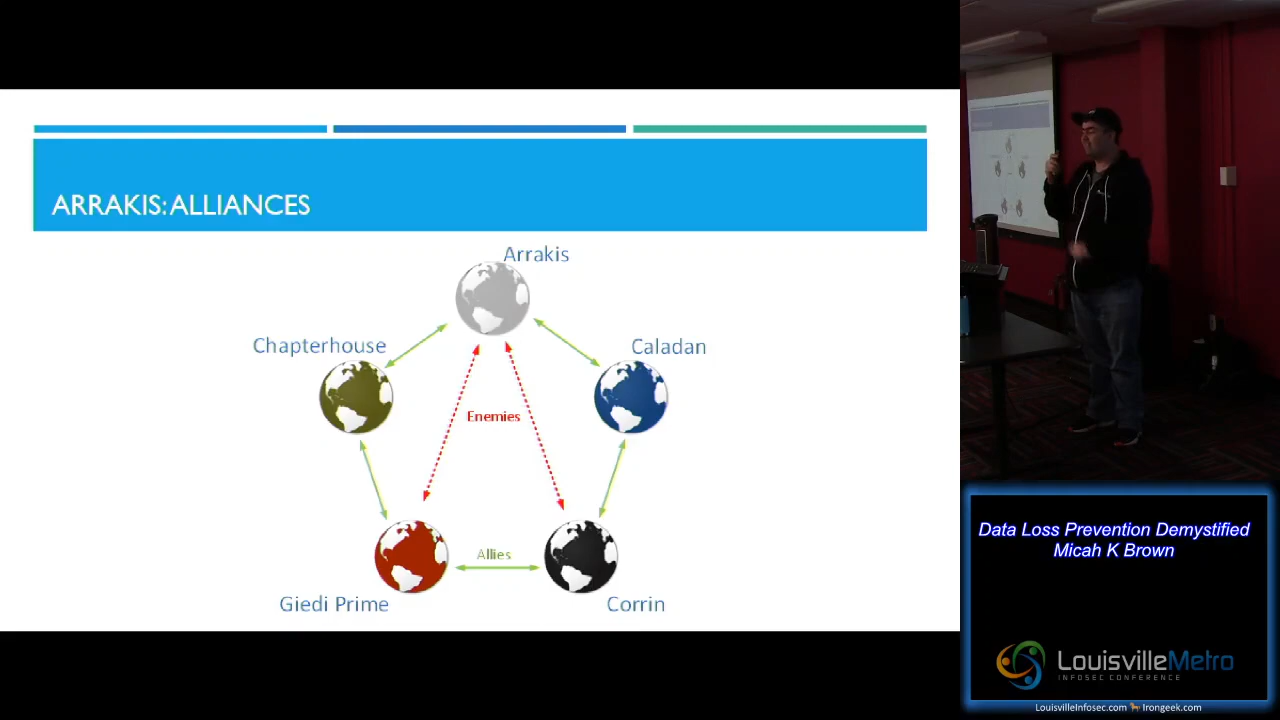 ARRAKIS: ALLIANCES
Arrakis
Chapterhouse
Caladan
Enemies
Allies
Giedi Prime
Corrin
Data Loss Prevention Demystified
Micah K Brown
LouisvilleMetro
INFOSEC CONFERENCE
LouisvilleInfosec.com Irongeek.com